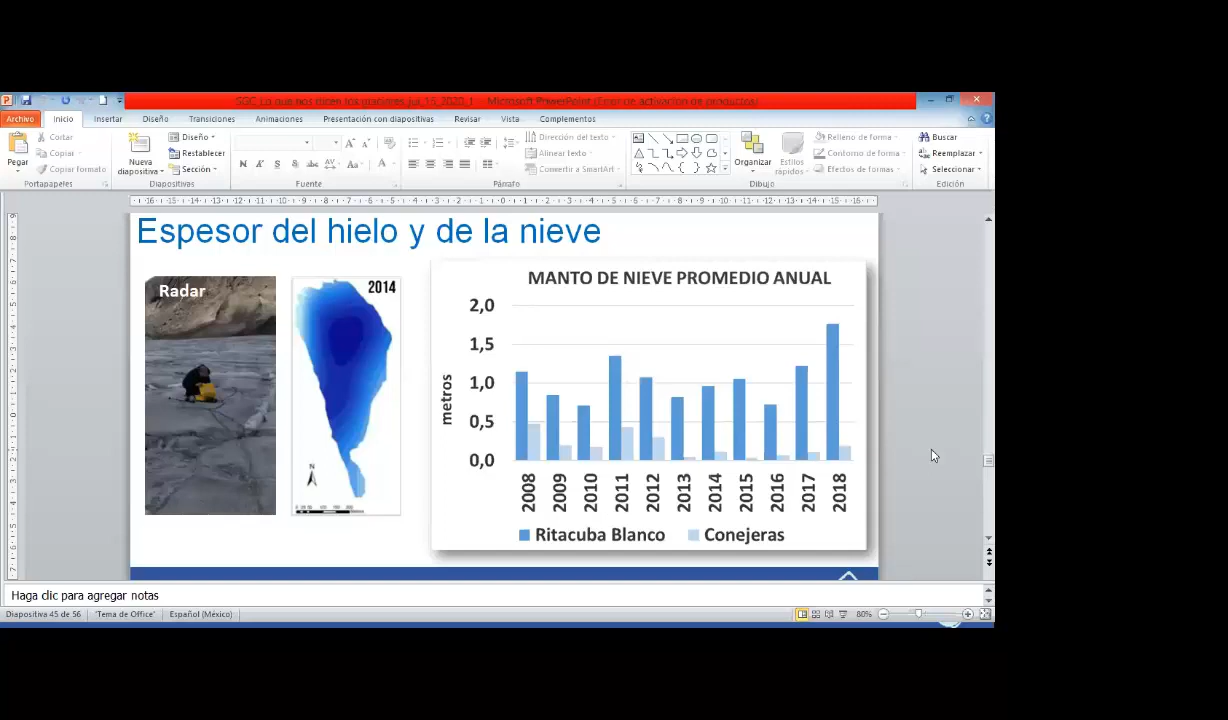 SGC_Lo que nos dicen los glaciares_Jul_15_2020_1 - Microsoft PowerPoint (Error de activación de productos)
Archivo Inicio Insertar Diseño Transiciones Animaciones Presentación con diapositivas Revisar Vista Complementos
Pegar
Cortar
Copiar
Copiar formato
Portapapeles
Nueva
diapositiva
Diseño
Restablecer
Sección
Diapositivas
N K S S abc AV Aa A
Fuente
Párrafo
Dirección del texto
Alinear texto
Convertir a SmartArt
Organizar
Estilos
rápidos
Relleno de forma
Contorno de forma
Efectos de formas
Dibujo
Buscar
Reemplazar
Seleccionar
Edición
Espesor del hielo y de la nieve
Radar
2014
N
MANTO DE NIEVE PROMEDIO ANUAL
metros
2,0
1,5
1,0
0,5
0,0
2008 2009 2010 2011 2012 2013 2014 2015 2016 2017 2018
Ritacuba Blanco Conejeras
Haga clic para agregar notas
Diapositiva 45 de 56 "Tema de Office" Español (México) 80%